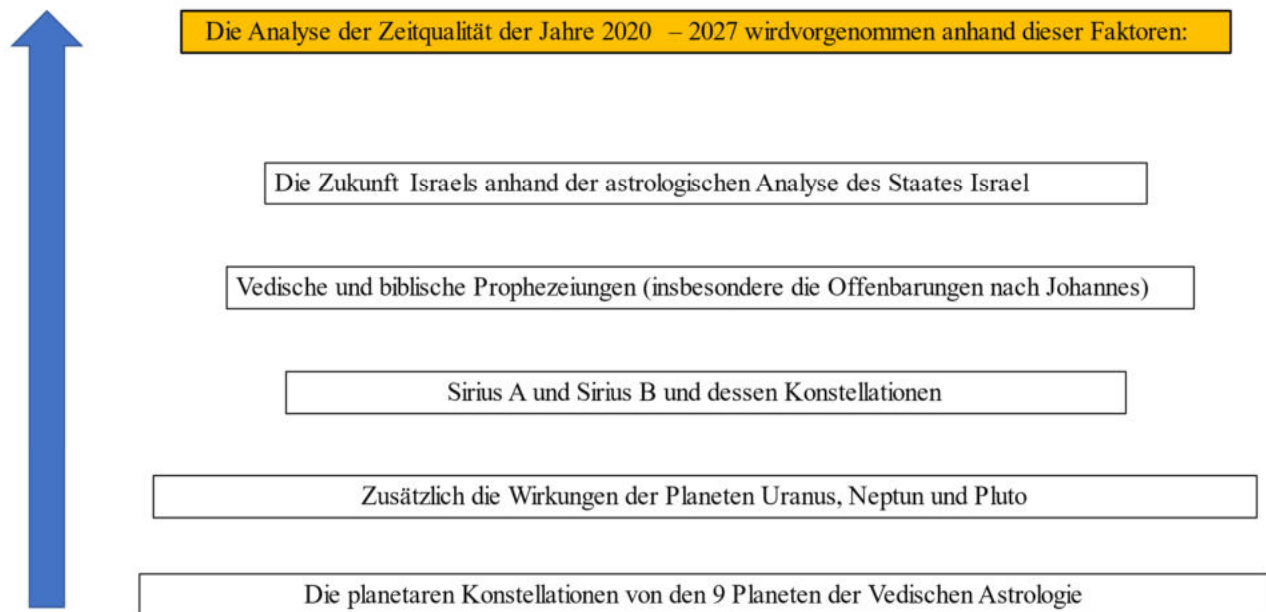 Die Analyse der Zeitqualität der Jahre 2020 – 2027 wirdvorgenommen anhand dieser Faktoren:
Die Zukunft Israels anhand der astrologischen Analyse des Staates Israel
Vedische und biblische Prophezeiungen (insbesondere die Offenbarungen nach Johannes)
Sirius A und Sirius B und dessen Konstellationen
Zusätzlich die Wirkungen der Planeten Uranus, Neptun und Pluto
Die planetaren Konstellationen von den 9 Planeten der Vedischen Astrologie